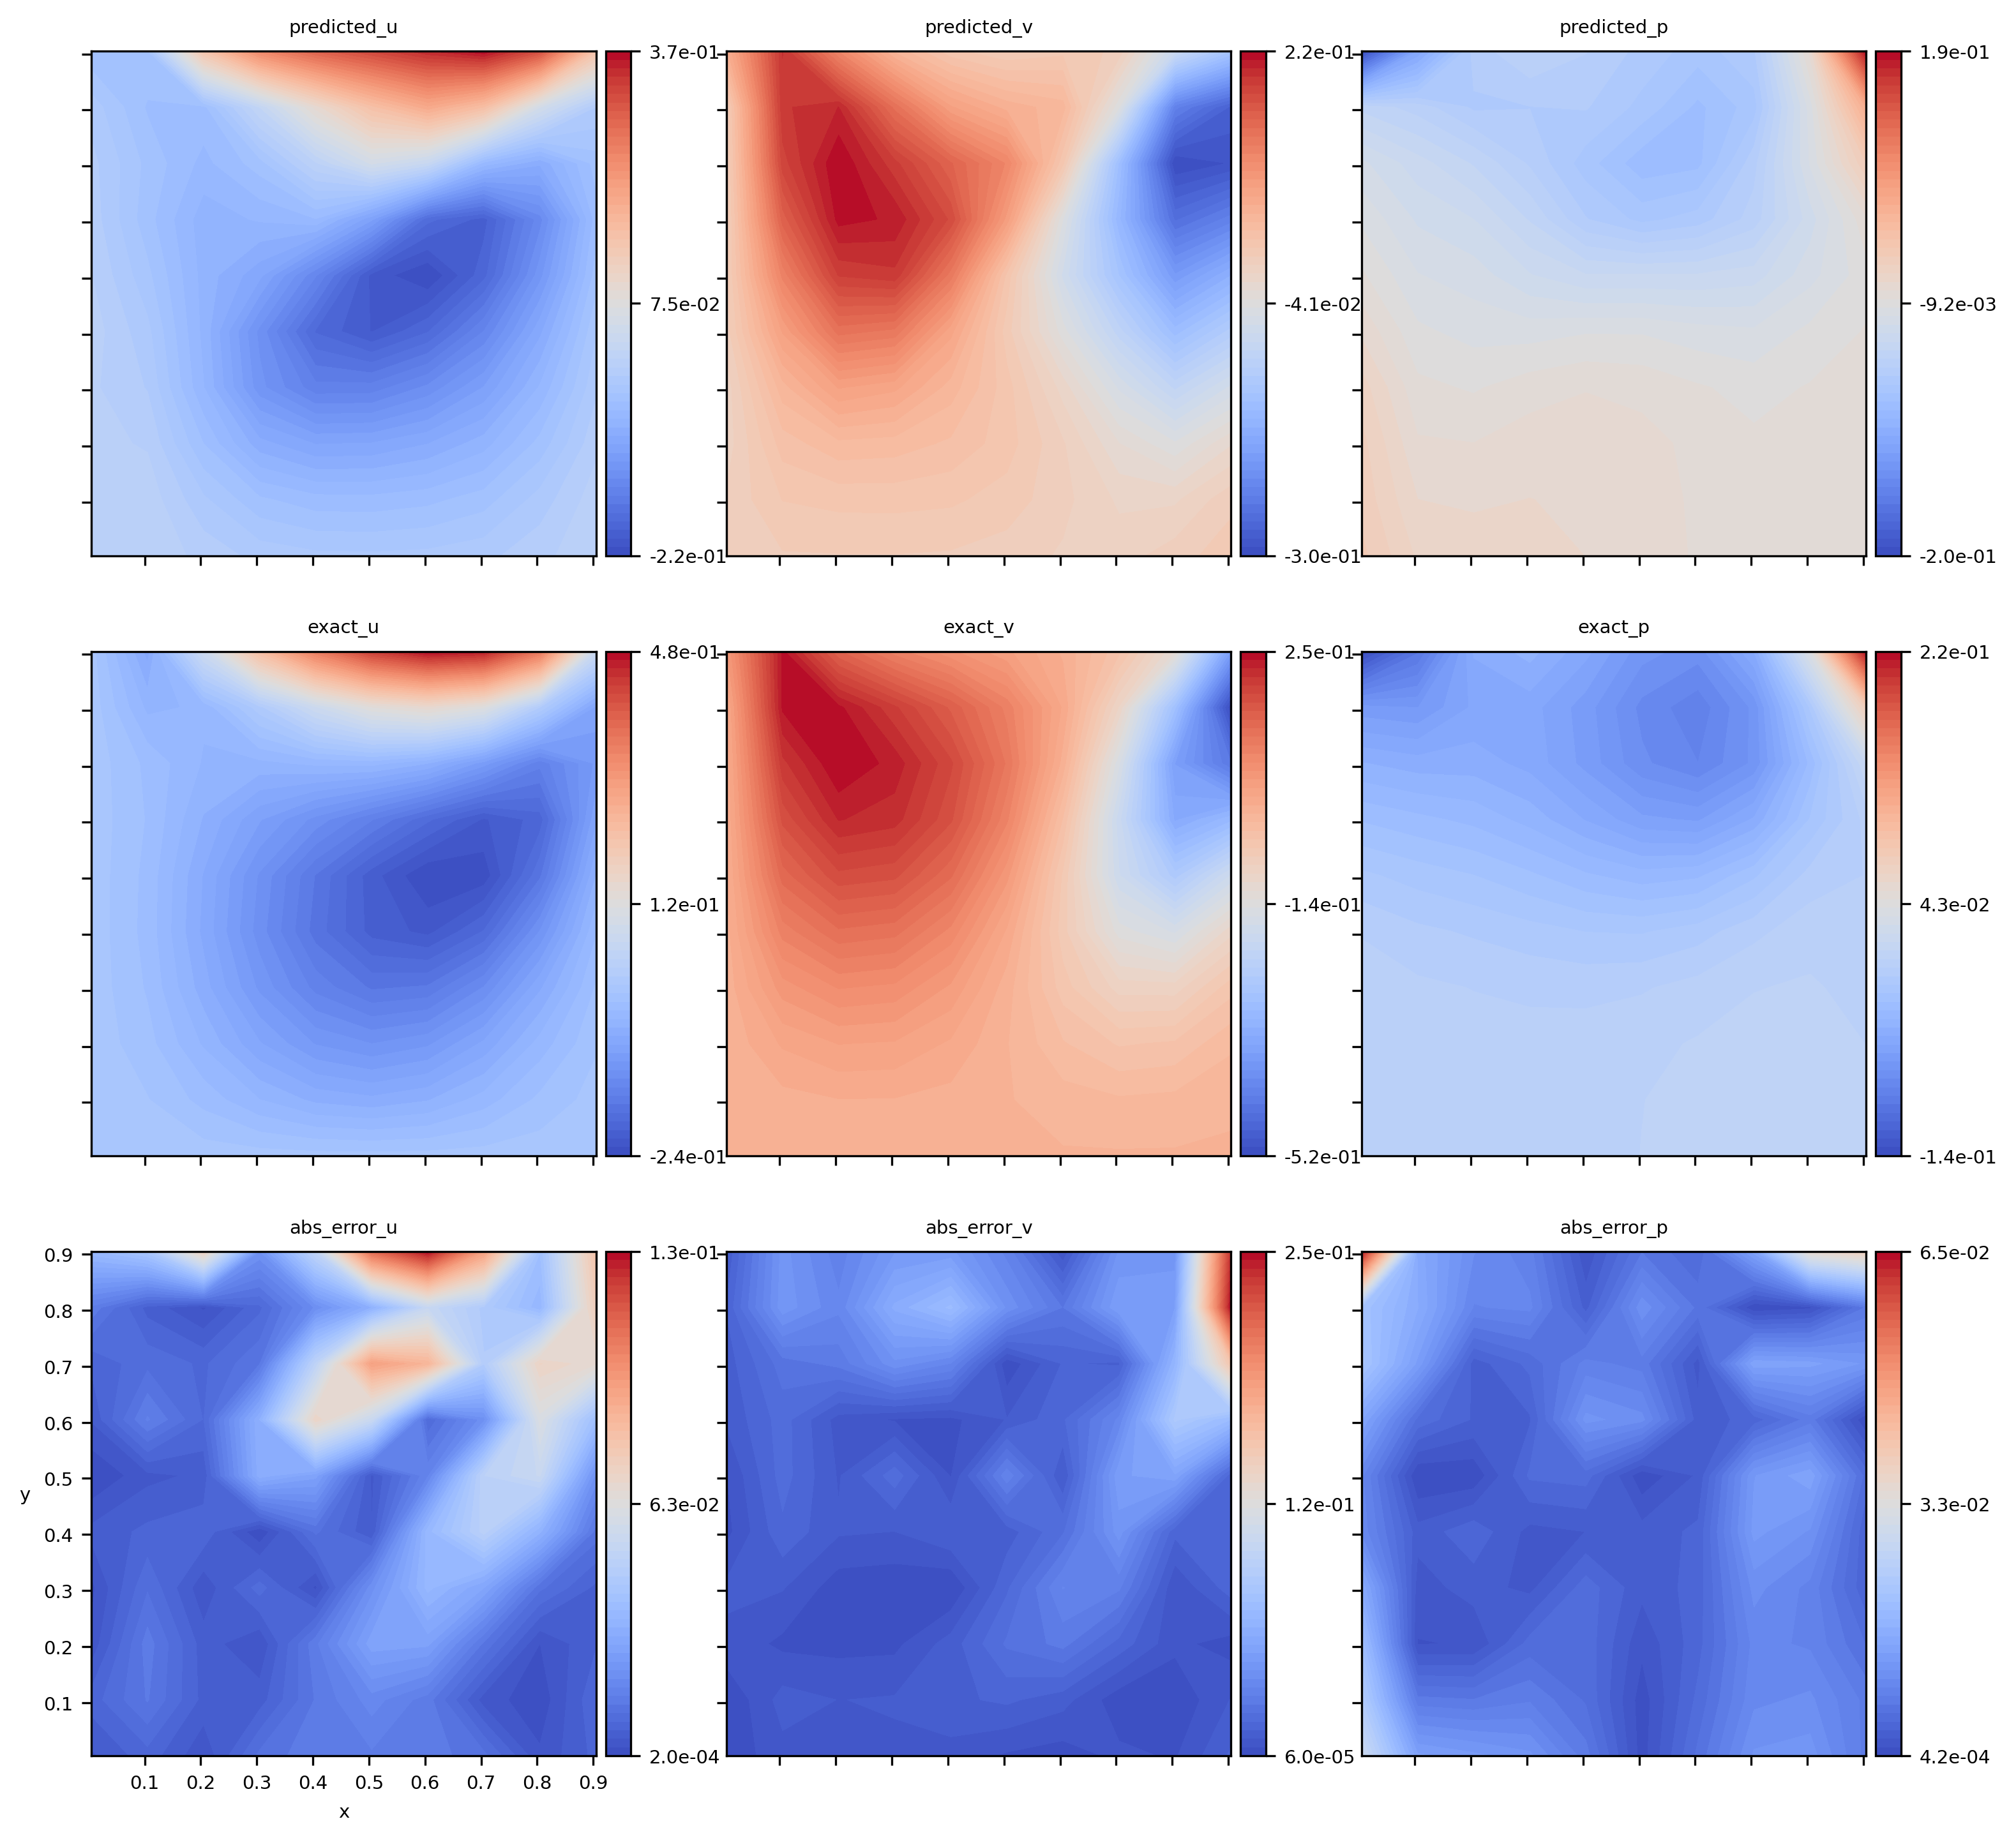 predicted_u
predicted_v
predicted_p
3.7e-01
7.5e-02
-2.2e-01
2.2e-01
-4.1e-02
-3.0e-01
1.9e-01
-9.2e-03
-2.0e-01
exact_u
exact_v
exact_p
4.8e-01
1.2e-01
-2.4e-01
2.5e-01
-1.4e-01
-5.2e-01
2.2e-01
4.3e-02
-1.4e-01
abs_error_u
abs_error_v
abs_error_p
0.9
0.8
0.7
0.6
0.5
y
0.4
0.3
0.2
0.1
0.1 0.2 0.3 0.4 0.5 0.6 0.7 0.8 0.9
x
1.3e-01
6.3e-02
2.0e-04
2.5e-01
1.2e-01
6.0e-05
6.5e-02
3.3e-02
4.2e-04